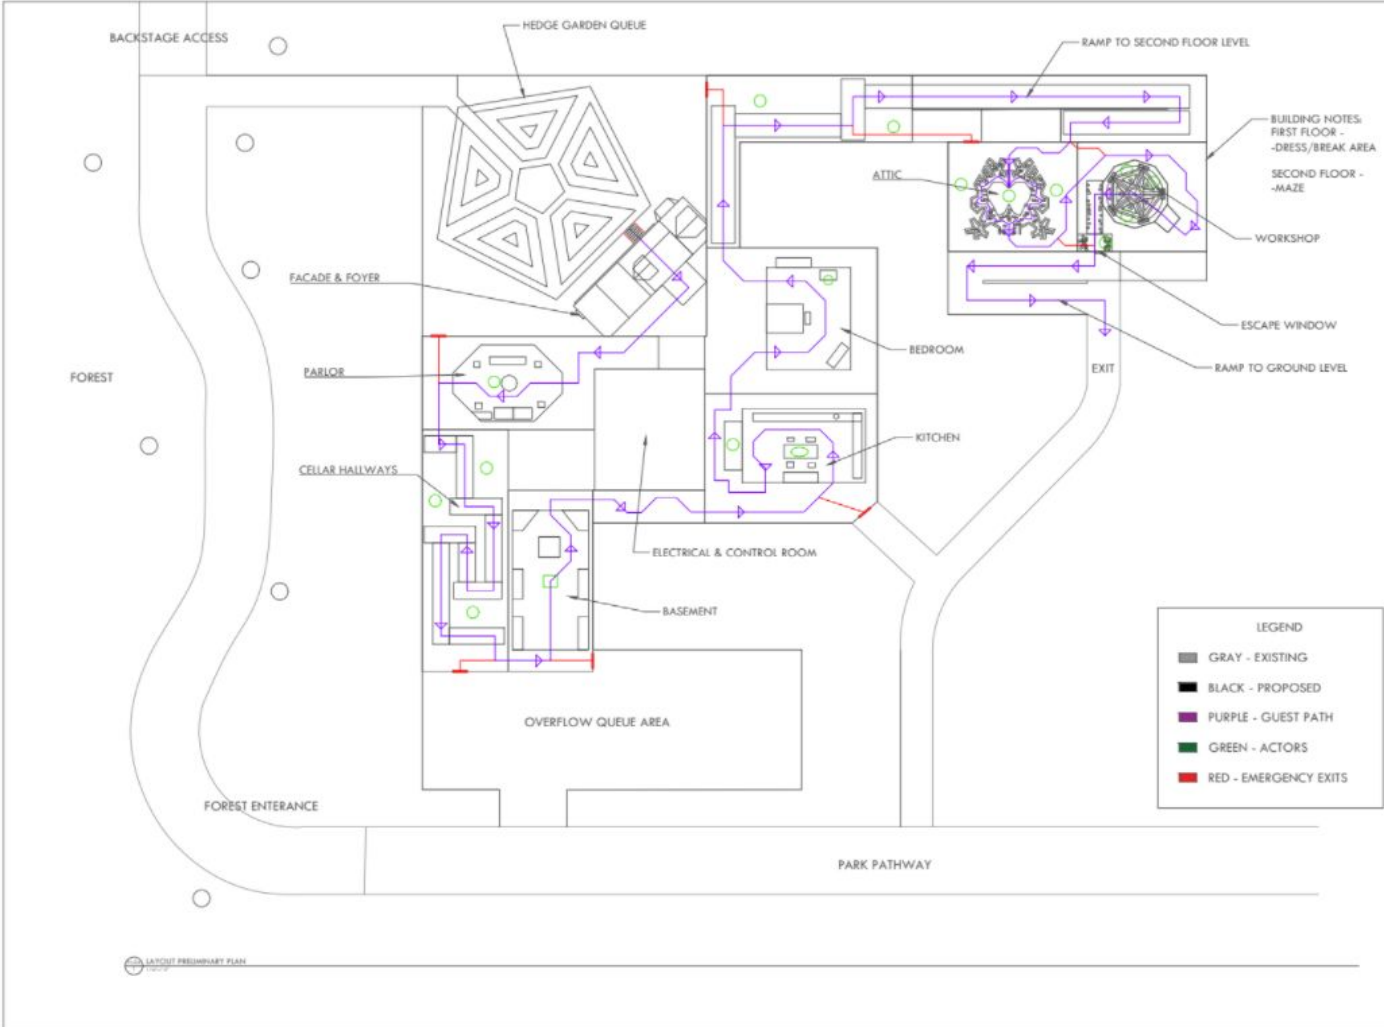 BACKSTAGE ACCESS
HEDGE GARDEN QUEUE
RAMP TO SECOND FLOOR LEVEL
BUILDING NOTES:
FIRST FLOOR -
-DRESS/BREAK AREA
SECOND FLOOR -
-MAZE
ATTIC
WORKSHOP
FACADE & FOYER
ESCAPE WINDOW
BEDROOM
EXIT
RAMP TO GROUND LEVEL
FOREST
PARLOR
KITCHEN
CELLAR HALLWAYS
ELECTRICAL & CONTROL ROOM
BASEMENT
LEGEND
GRAY - EXISTING
BLACK - PROPOSED
PURPLE - GUEST PATH
GREEN - ACTORS
RED - EMERGENCY EXITS
OVERFLOW QUEUE AREA
FOREST ENTERANCE
PARK PATHWAY
LAYOUT PRELIMINARY PLAN